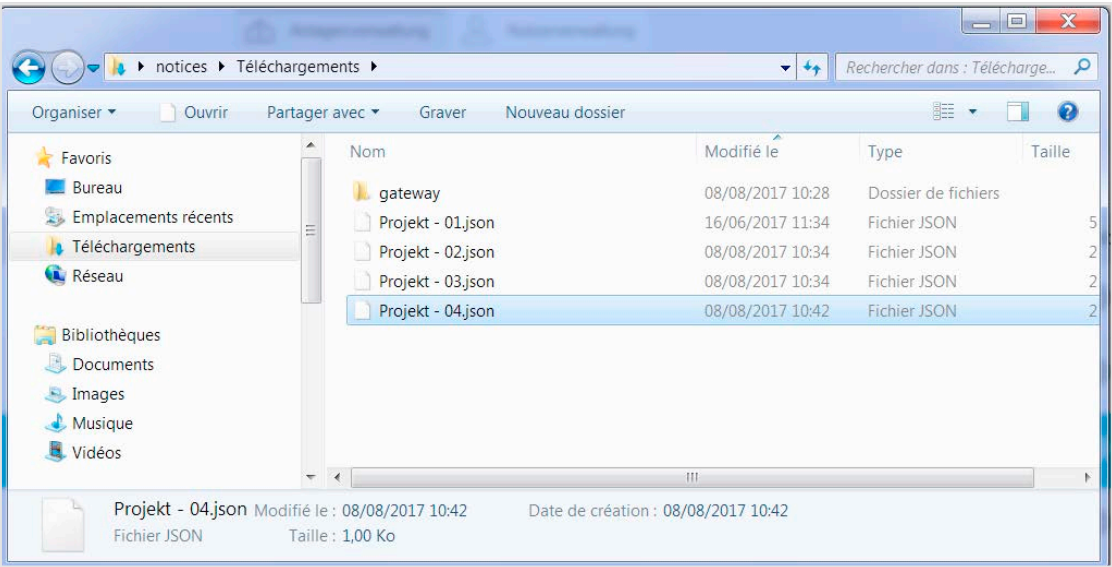 notices Téléchargements
Rechercher dans : Télécharge...
Organiser Ouvrir Partager avec Graver Nouveau dossier
Favoris
Bureau
Emplacements récents
Téléchargements
Réseau
Bibliothèques
Documents
Images
Musique
Vidéos
Nom Modifié le Type Taille
gateway 08/08/2017 10:28 Dossier de fichiers
Projekt - 01.json 16/06/2017 11:34 Fichier JSON 5
Projekt - 02.json 08/08/2017 10:34 Fichier JSON 2
Projekt - 03.json 08/08/2017 10:34 Fichier JSON 2
Projekt - 04.json 08/08/2017 10:42 Fichier JSON 2
Projekt - 04.json Modifié le : 08/08/2017 10:42 Date de création : 08/08/2017 10:42
Fichier JSON Taille : 1,00 Ko